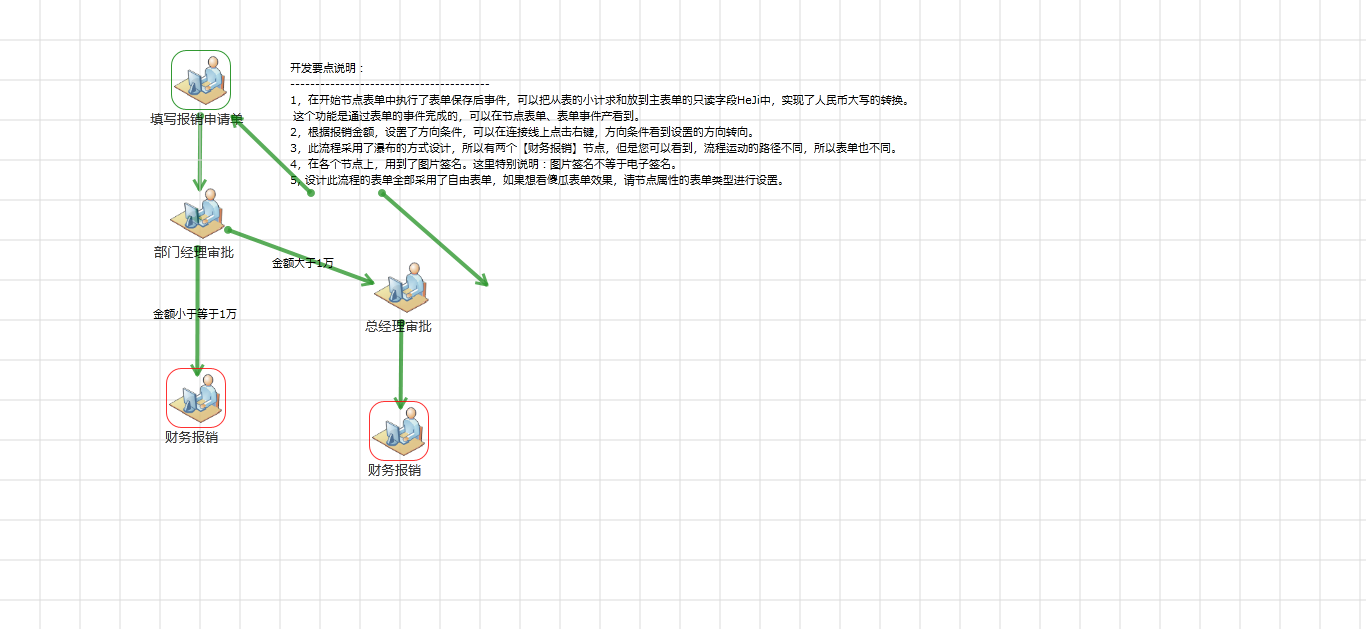 开发要点说明：
----------------------------------------
1，在开始节点表单中执行了表单保存后事件，可以把从表的小计求和放到主表单的只读字段HeJi中，实现了人民币大写的转换。
这个功能是通过表单的事件完成的，可以在节点表单、表单事件产看到。
2，根据报销金额，设置了方向条件，可以在连接线上点击右键，方向条件看到设置的方向转向。
3，此流程采用了瀑布的方式设计，所以有两个【财务报销】节点，但是您可以看到，流程运动的路径不同，所以表单也不同。
4，在各个节点上，用到了图片签名。这里特别说明：图片签名不等于电子签名。
5, 设计此流程的表单全部采用了自由表单，如果想看傻瓜表单效果，请节点属性的表单类型进行设置。
填写报销申请单
部门经理审批
金额大于1万
金额小于等于1万
总经理审批
财务报销
财务报销